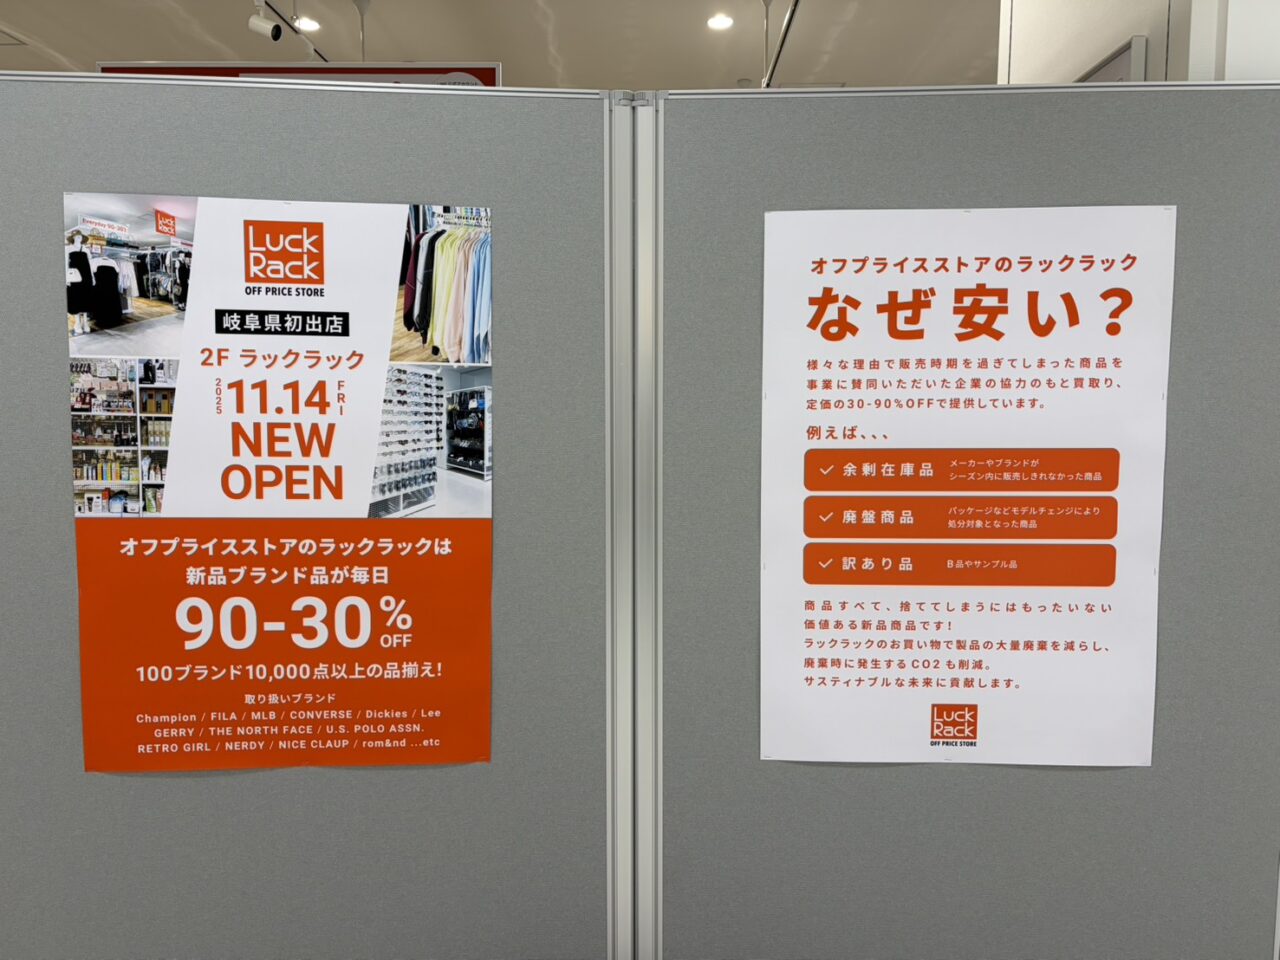 Everyday 90-30%
Luck
Rack
Luck
Rack
OFF PRICE STORE
岐阜県初出店
2F ラックラック
2025 11.14 FRI
NEW
OPEN
オフプライスストアのラックラックは
新品ブランド品が毎日
90-30%
OFF
100ブランド10,000点以上の品揃え!
取り扱いブランド
Champion / FILA / MLB / CONVERSE / Dickies / Lee
GERRY / THE NORTH FACE / U.S. POLO ASSN.
RETRO GIRL / NERDY / NICE CLAUP / rom&nd ...etc
オフプライスストアのラックラック
なぜ安い？
様々な理由で販売時期を過ぎてしまった商品を
事業に賛同いただいた企業の協力のもと買取り、
定価の30-90%OFFで提供しています。
例えば、、、
余剰在庫品
メーカーやブランドが
シーズン内に販売しきれなかった商品
廃盤商品
パッケージなどモデルチェンジにより
処分対象となった商品
訳あり品
B品やサンプル品
商品すべて、捨ててしまうにはもったいない
価値ある新品商品です!
ラックラックのお買い物で製品の大量廃棄を減らし、
廃棄時に発生するCO2も削減。
サスティナブルな未来に貢献します。
Luck
Rack
OFF PRICE STORE